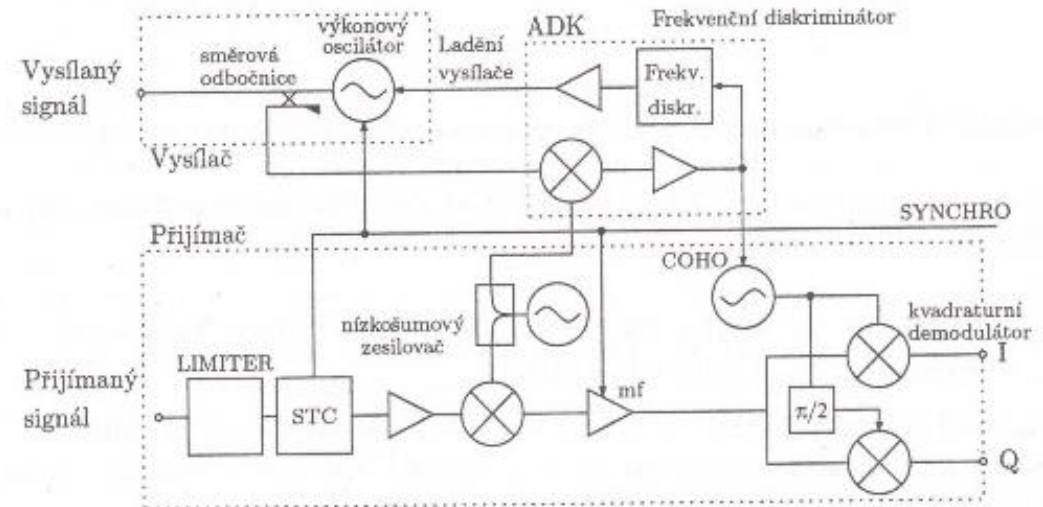 Frekvenční diskriminátor
výkonový
oscilátor
ADK
směrová
odbočnice
Ladění
vysílače
Vysílaný
signál
Frekv.
diskr.
Vysílač
SYNCHRO
Přijímač
COHO
nízkošumový
zesilovač
kvadraturní
demodulátor
LIMITER
I
Přijímaný
signál
STC
mf
π/2
Q